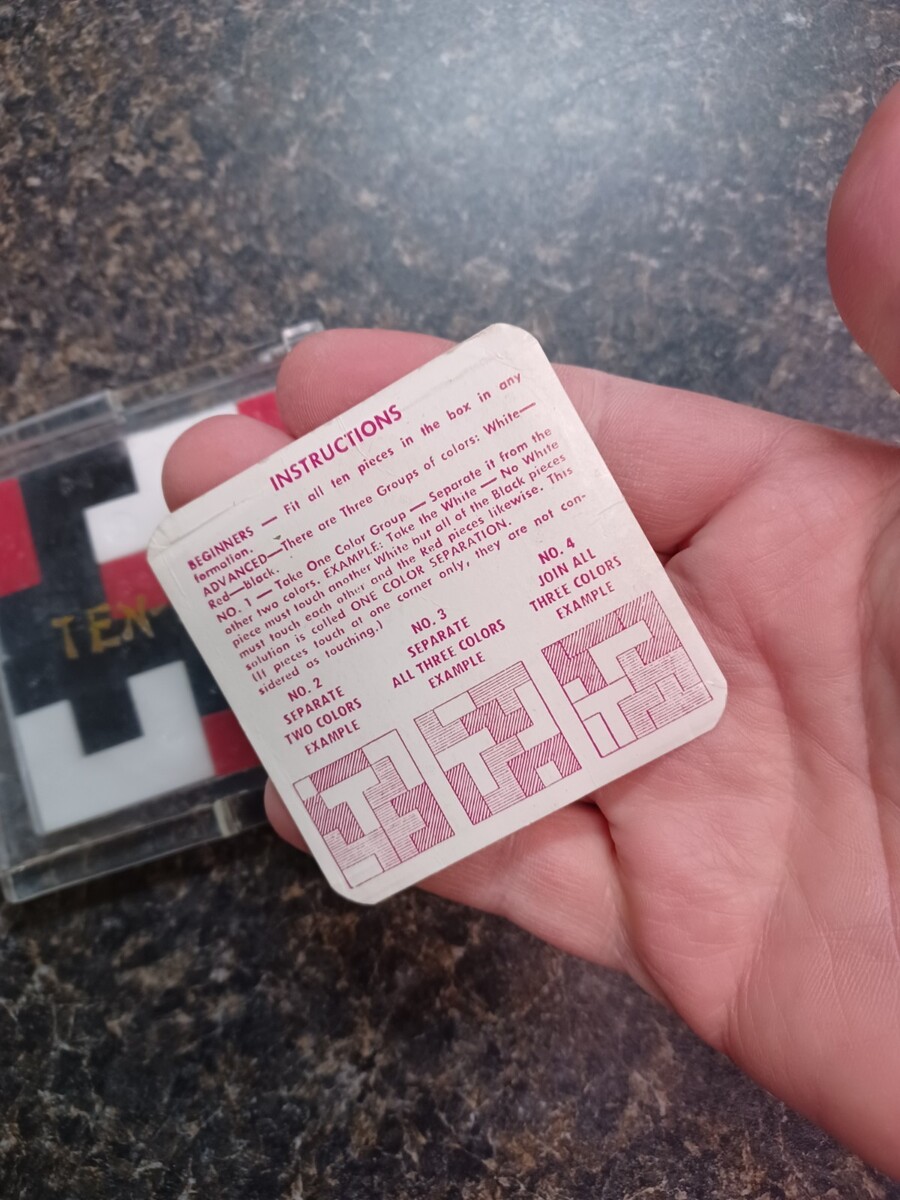 INSTRUCTIONS
BEGINNERS — Fit all ten pieces in the box in any
formation.
ADVANCED—There are Three Groups of colors: White—
Red—black.
NO. 1 — Take One Color Group — Separate it from the
other two colors. EXAMPLE: Take the White — No White
piece must touch another White but all of the Black pieces
must touch each other and the Red pieces likewise. This
solution is called ONE COLOR SEPARATION.
(If pieces touch at one corner only, they are not con-
sidered as touching.)
NO. 2
SEPARATE
TWO COLORS
EXAMPLE
NO. 3
SEPARATE
ALL THREE COLORS
EXAMPLE
NO. 4
JOIN ALL
THREE COLORS
EXAMPLE
TEN-